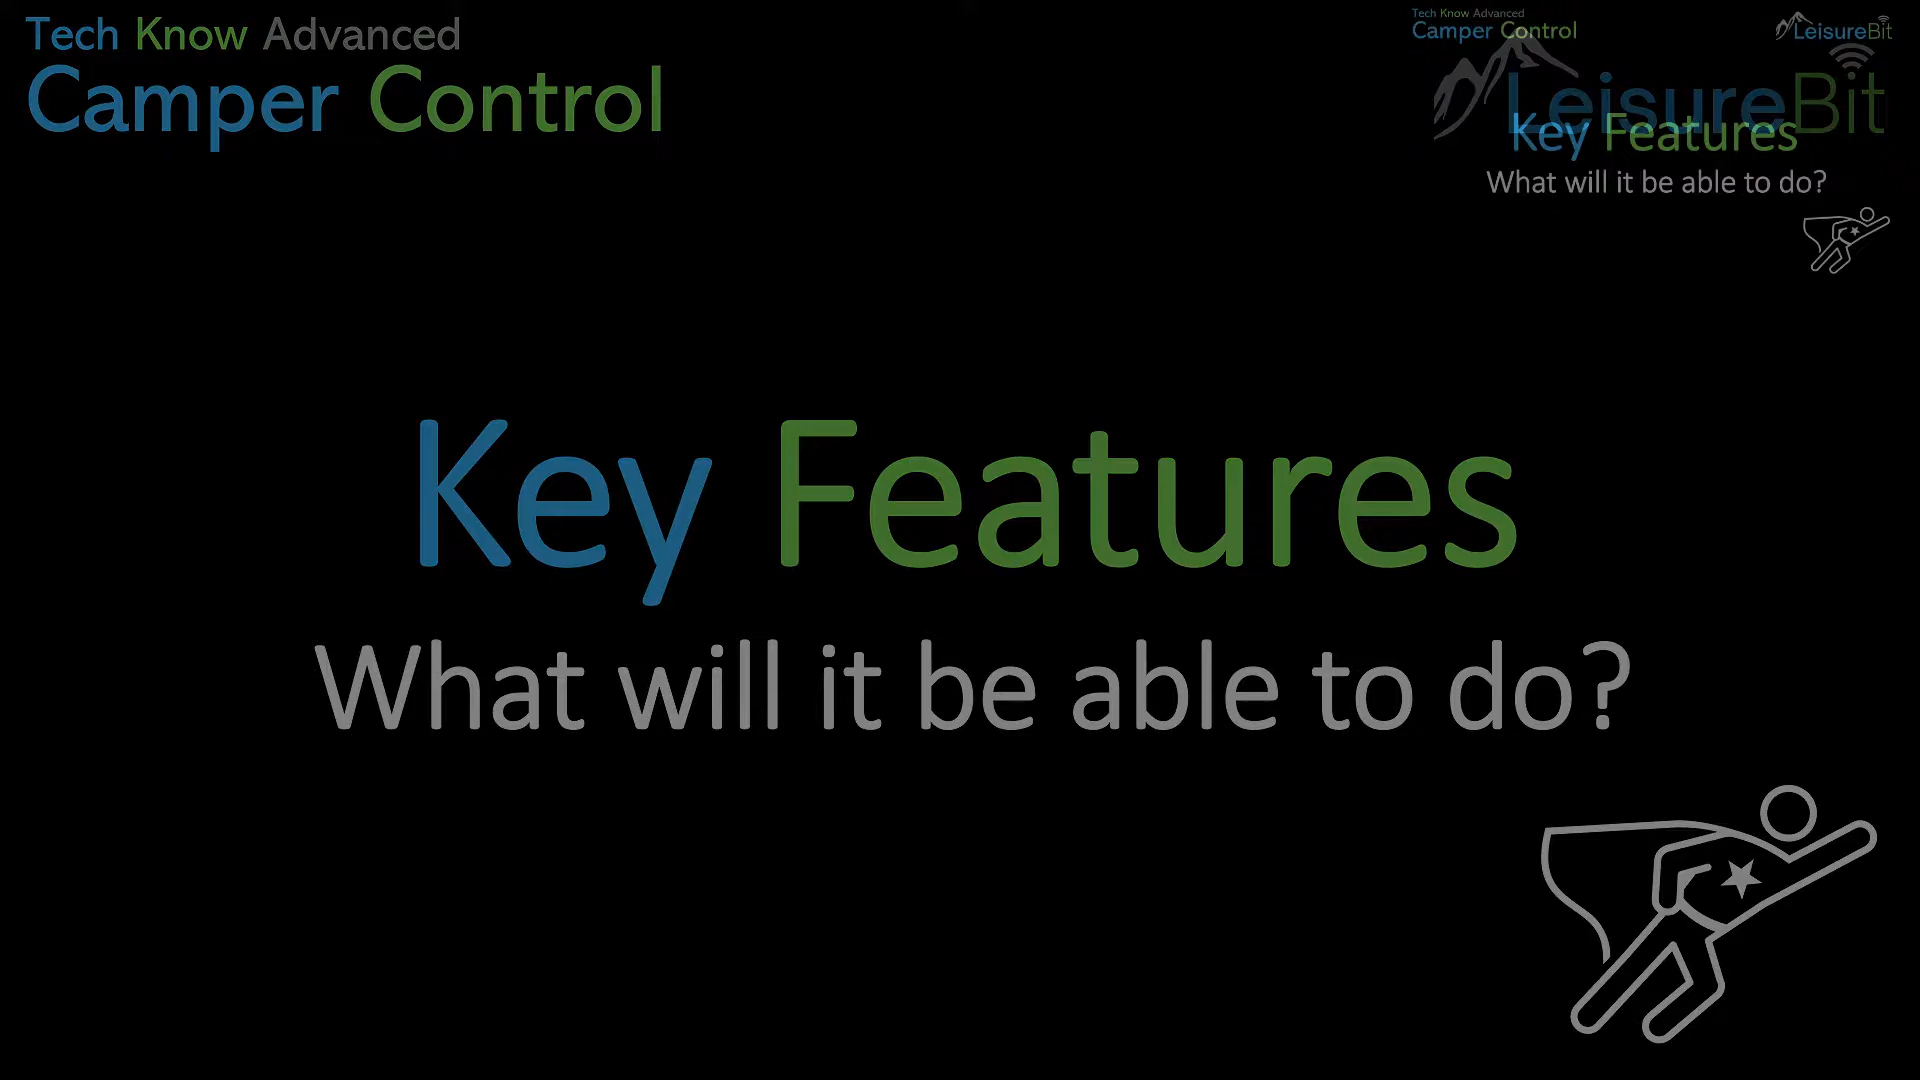 Tech Know Advanced
Camper Control
Tech Know Advanced
Camper Control
LeisureBit
LeisureBit
Key Features
What will it be able to do?
Key Features
What will it be able to do?